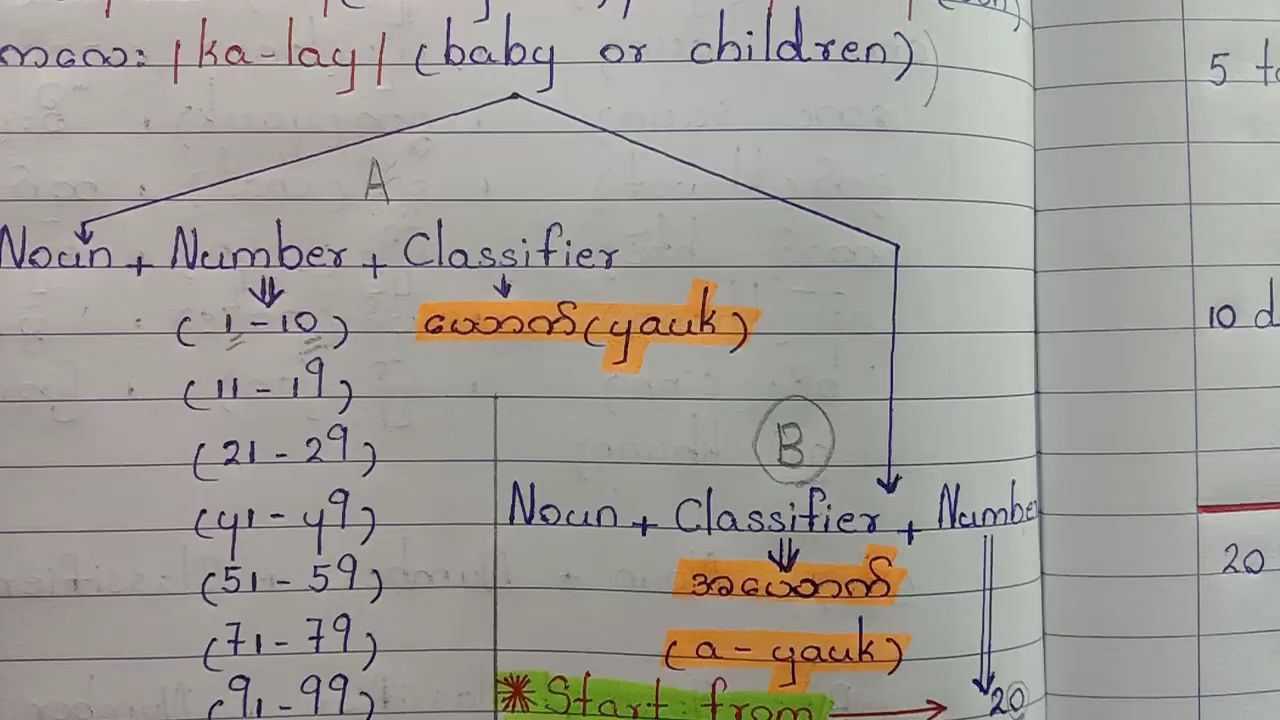 ကလေး /ka-lay/ (baby or children)
A
Noun + Number + Classifier
(1-10) ယောက် (yauk)
(11-19)
(21-29)
(41-49)
(51-59)
(71-79)
(91-99)
B
Noun + Classifier + Number
အယောက်
(a-yauk)
* Start from → 20
5
10 d
20